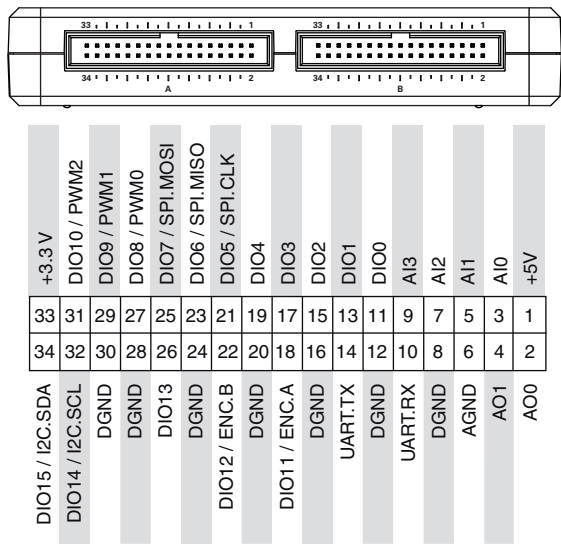 33 1 33 1
34 2 34 2
A B
+3.3 V
DIO10 / PWM2
DIO9 / PWM1
DIO8 / PWM0
DIO7 / SPI.MOSI
DIO6 / SPI.MISO
DIO5 / SPI.CLK
DIO4
DIO3
DIO2
DIO1
DIO0
AI3
AI2
AI1
AI0
+5V
33 31 29 27 25 23 21 19 17 15 13 11 9 7 5 3 1
34 32 30 28 26 24 22 20 18 16 14 12 10 8 6 4 2
DIO15 / I2C.SDA
DIO14 / I2C.SCL
DGND
DGND
DIO13
DGND
DIO12 / ENC.B
DGND
DIO11 / ENC.A
DGND
UART.TX
DGND
UART.RX
DGND
AGND
AO1
AO0